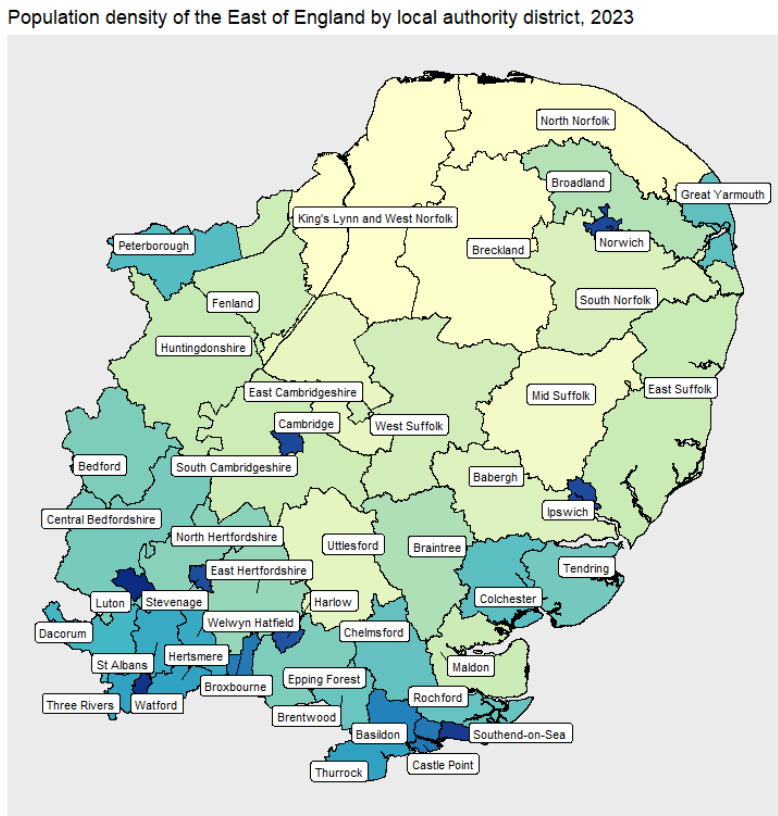 Population density of the East of England by local authority district, 2023
North Norfolk
Broadland
Great Yarmouth
King's Lynn and West Norfolk
Norwich
Peterborough
Breckland
Fenland
South Norfolk
Huntingdonshire
East Cambridgeshire
Mid Suffolk
East Suffolk
Cambridge
West Suffolk
Bedford
South Cambridgeshire
Babergh
Ipswich
Central Bedfordshire
North Hertfordshire
Uttlesford
Braintree
East Hertfordshire
Tendring
Luton
Stevenage
Harlow
Colchester
Welwyn Hatfield
Dacorum
Chelmsford
St Albans
Hertsmere
Maldon
Epping Forest
Broxbourne
Rochford
Three Rivers
Watford
Brentwood
Basildon
Southend-on-Sea
Thurrock
Castle Point